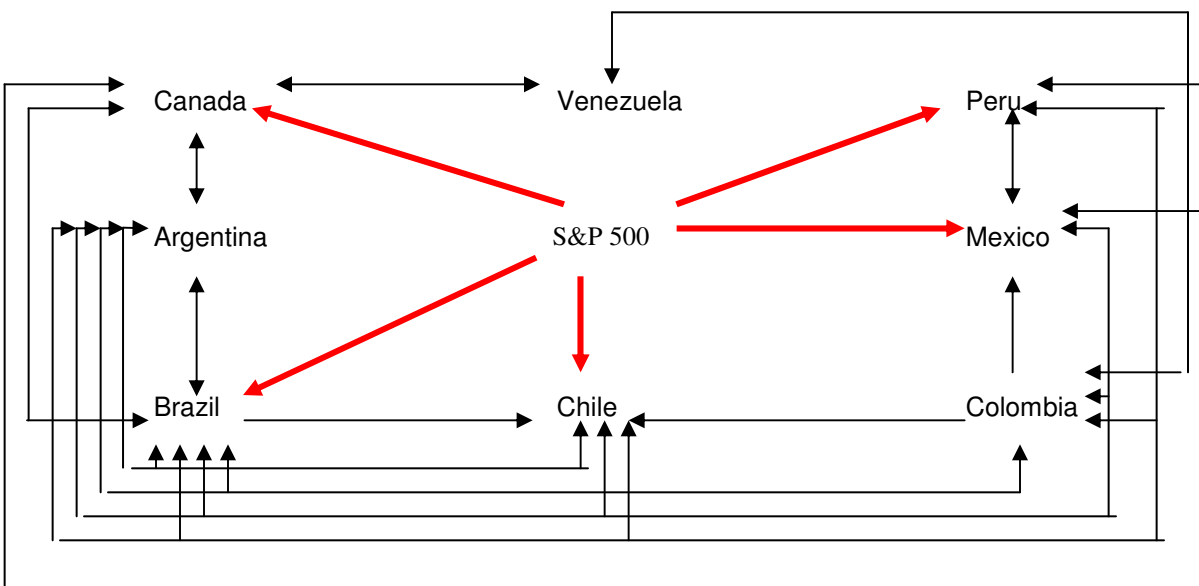 Canada
Venezuela
Peru
Argentina
S&P 500
Mexico
Brazil
Chile
Colombia